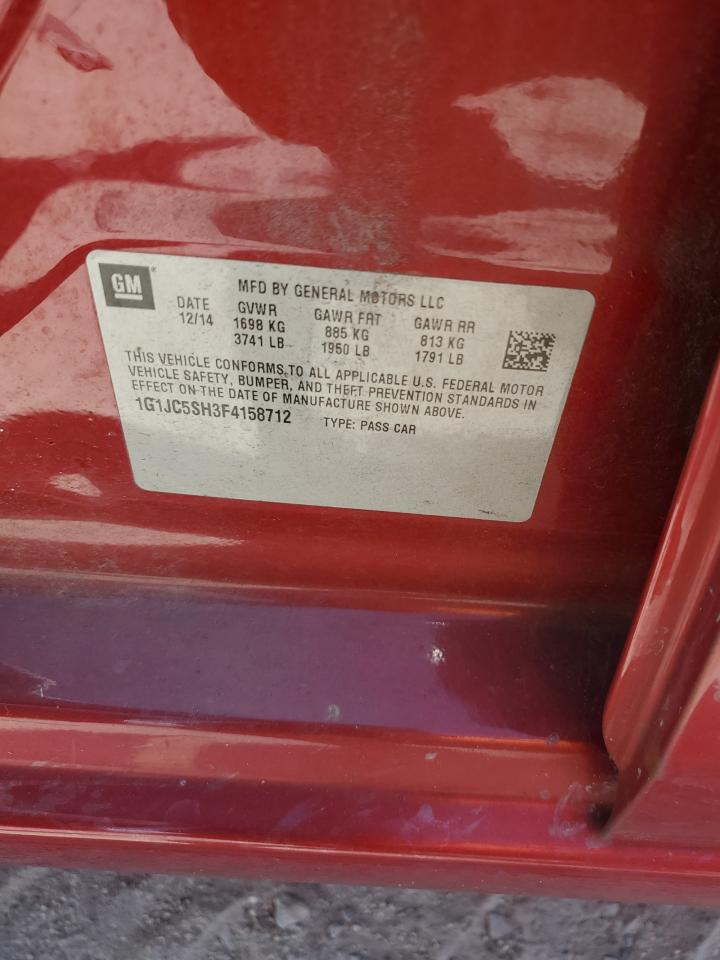 GM
MFD BY GENERAL MOTORS LLC
DATE GVWR GAWR FRT GAWR RR
12/14 1698 KG 885 KG 813 KG
3741 LB 1950 LB 1791 LB
THIS VEHICLE CONFORMS TO ALL APPLICABLE U.S. FEDERAL MOTOR
VEHICLE SAFETY, BUMPER, AND THEFT PREVENTION STANDARDS IN
EFFECT ON THE DATE OF MANUFACTURE SHOWN ABOVE.
1G1JC5SH3F4158712 TYPE: PASS CAR